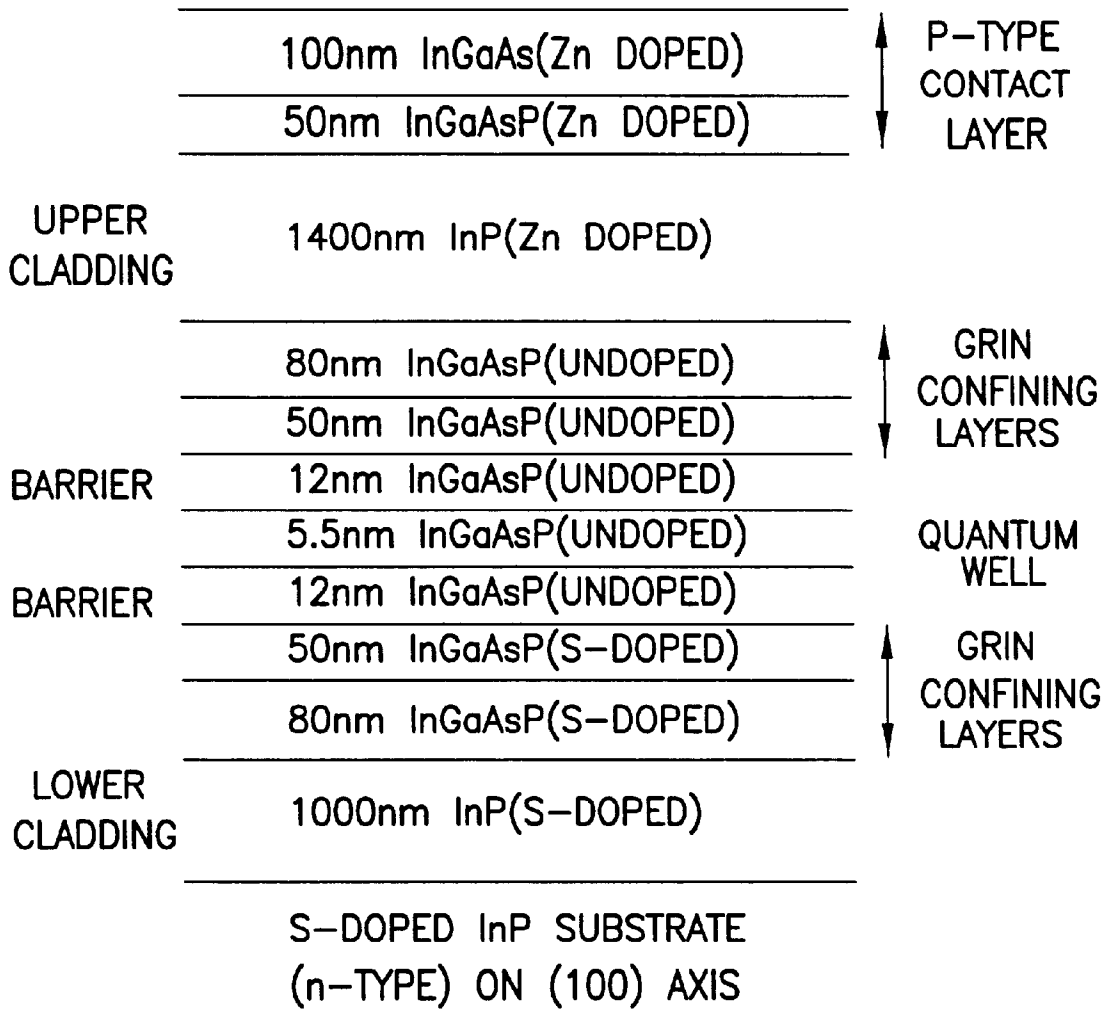 100nm InGaAs(Zn DOPED)
50nm InGaAsP(Zn DOPED)
P-TYPE
CONTACT
LAYER
UPPER
CLADDING
1400nm InP(Zn DOPED)
80nm InGaAsP(UNDOPED)
50nm InGaAsP(UNDOPED)
GRIN
CONFINING
LAYERS
BARRIER
12nm InGaAsP(UNDOPED)
5.5nm InGaAsP(UNDOPED)
QUANTUM
WELL
BARRIER
12nm InGaAsP(UNDOPED)
50nm InGaAsP(S-DOPED)
80nm InGaAsP(S-DOPED)
GRIN
CONFINING
LAYERS
LOWER
CLADDING
1000nm InP(S-DOPED)
S-DOPED InP SUBSTRATE
(n-TYPE) ON (100) AXIS